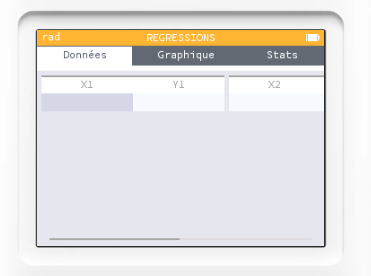 rad REGRESSIONS
Données Graphique Stats
X1 Y1 X2